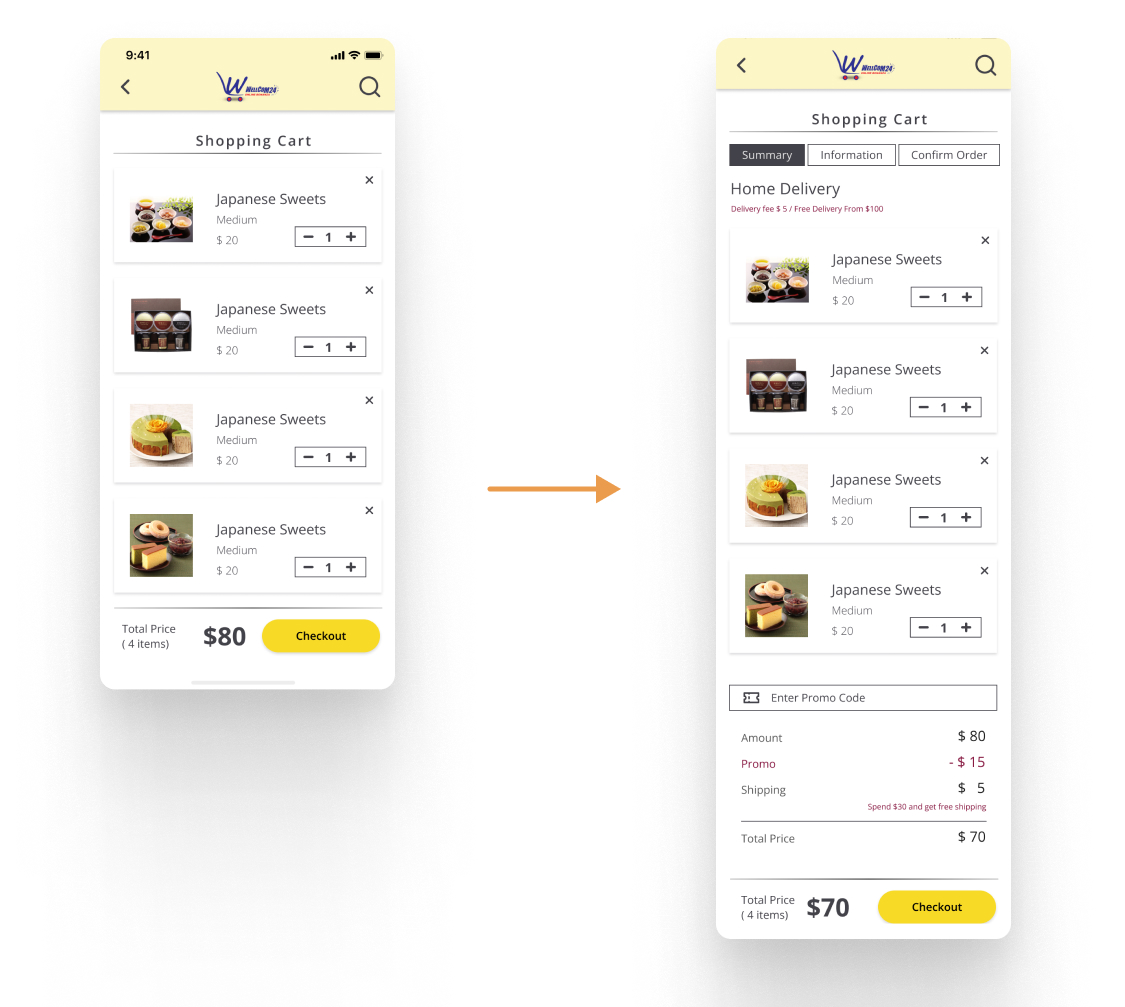 9:41
WELLCOM24
Shopping Cart
Japanese Sweets
Medium
$ 20
1
Japanese Sweets
Medium
$ 20
1
Japanese Sweets
Medium
$ 20
1
Japanese Sweets
Medium
$ 20
1
Total Price
( 4 items)
$80
Checkout
WELLCOM24
Shopping Cart
Summary Information Confirm Order
Home Delivery
Delivery fee $ 5 / Free Delivery From $100
Japanese Sweets
Medium
$ 20
1
Japanese Sweets
Medium
$ 20
1
Japanese Sweets
Medium
$ 20
1
Japanese Sweets
Medium
$ 20
1
Enter Promo Code
Amount $ 80
Promo - $ 15
Shipping $ 5
Spend $30 and get free shipping
Total Price $ 70
Total Price
( 4 items)
$70
Checkout